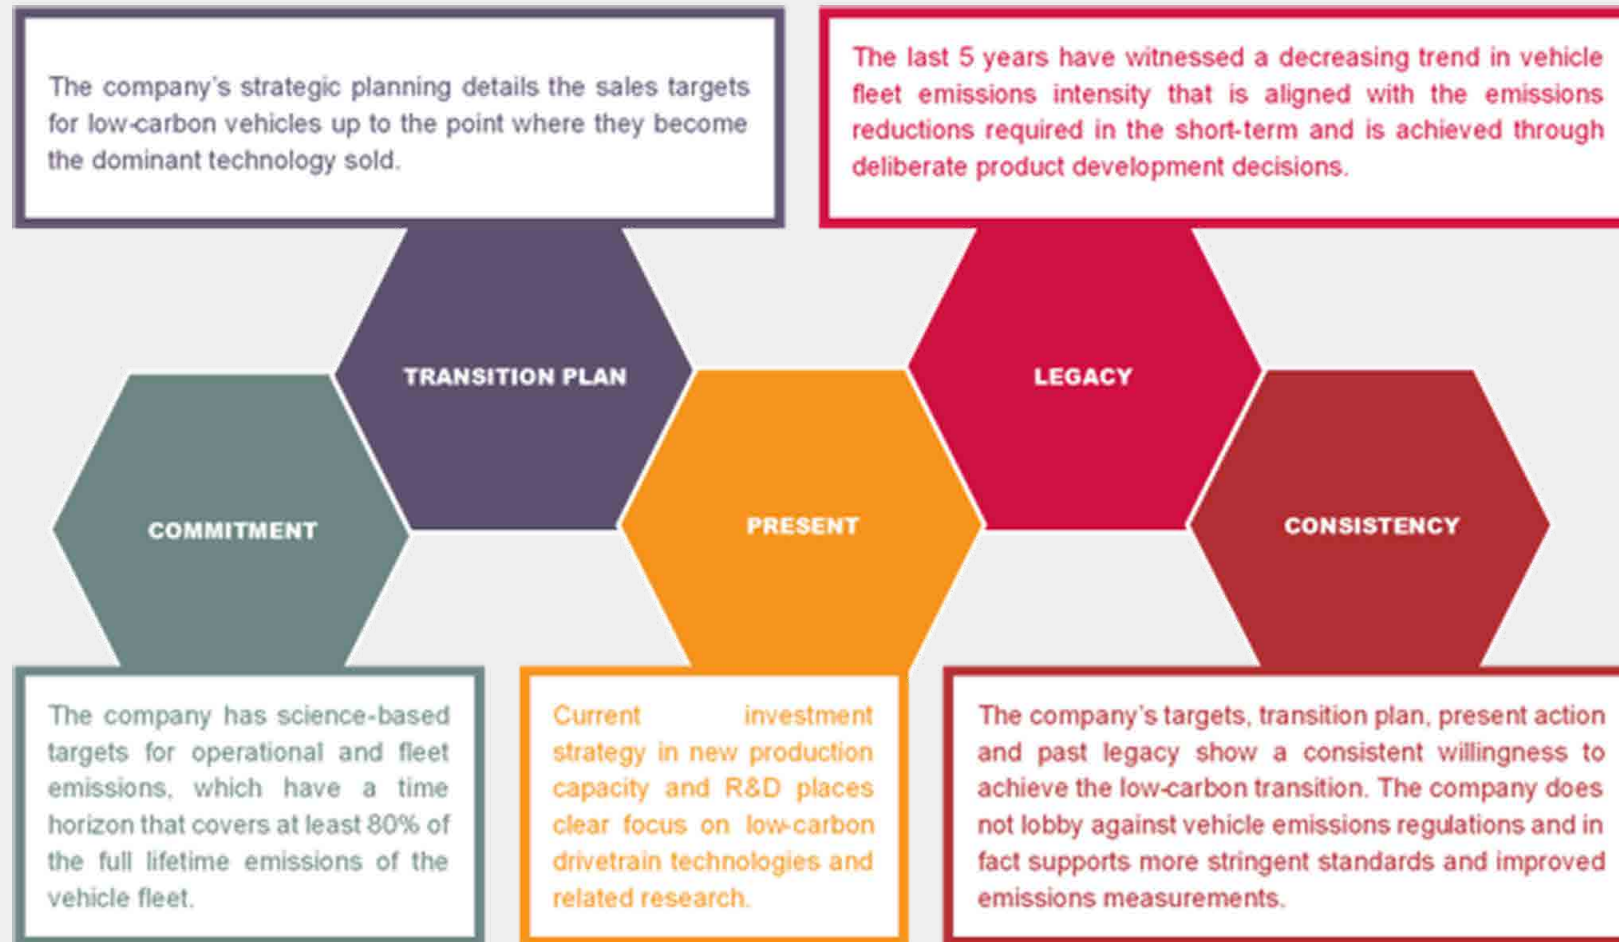 The company's strategic planning details the sales targets
for low-carbon vehicles up to the point where they become
the dominant technology sold.
The last 5 years have witnessed a decreasing trend in vehicle
fleet emissions intensity that is aligned with the emissions
reductions required in the short-term and is achieved through
deliberate product development decisions.
TRANSITION PLAN
LEGACY
COMMITMENT
PRESENT
CONSISTENCY
The company has science-based
targets for operational and fleet
emissions, which have a time
horizon that covers at least 80% of
the full lifetime emissions of the
vehicle fleet.
Current investment
strategy in new production
capacity and R&D places
clear focus on low-carbon
drivetrain technologies and
related research.
The company's targets, transition plan, present action
and past legacy show a consistent willingness to
achieve the low-carbon transition. The company does
not lobby against vehicle emissions regulations and in
fact supports more stringent standards and improved
emissions measurements.